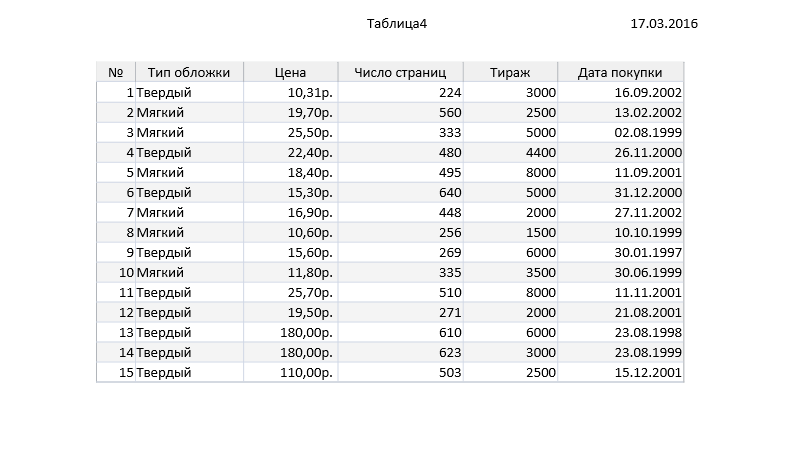 Таблица4 17.03.2016
№ Тип обложки Цена Число страниц Тираж Дата покупки
1 Твердый 10,31р. 224 3000 16.09.2002
2 Мягкий 19,70р. 560 2500 13.02.2002
3 Мягкий 25,50р. 333 5000 02.08.1999
4 Твердый 22,40р. 480 4400 26.11.2000
5 Мягкий 18,40р. 495 8000 11.09.2001
6 Твердый 15,30р. 640 5000 31.12.2000
7 Мягкий 16,90р. 448 2000 27.11.2002
8 Мягкий 10,60р. 256 1500 10.10.1999
9 Твердый 15,60р. 269 6000 30.01.1997
10 Мягкий 11,80р. 335 3500 30.06.1999
11 Твердый 25,70р. 510 8000 11.11.2001
12 Твердый 19,50р. 271 2000 21.08.2001
13 Твердый 180,00р. 610 6000 23.08.1998
14 Твердый 180,00р. 623 3000 23.08.1999
15 Твердый 110,00р. 503 2500 15.12.2001